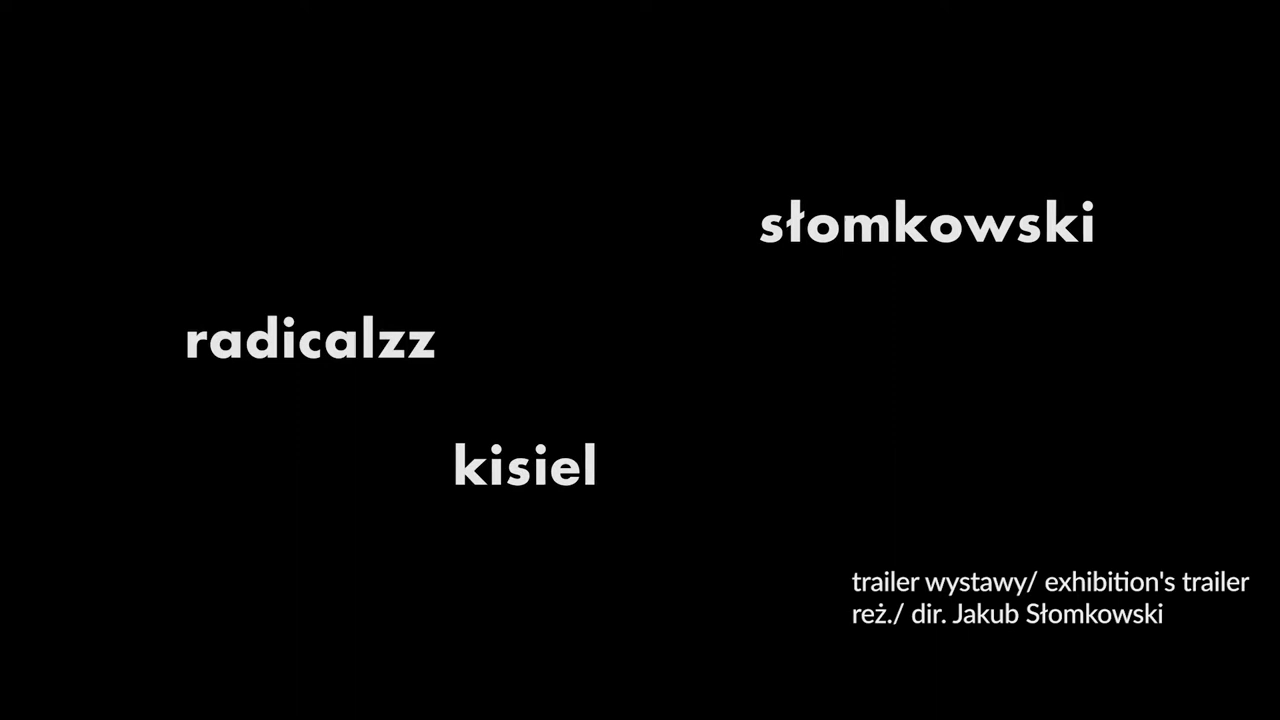 słomkowski
radicalzz
kisiel
trailer wystawy/ exhibition's trailer
reż./ dir. Jakub Słomkowski